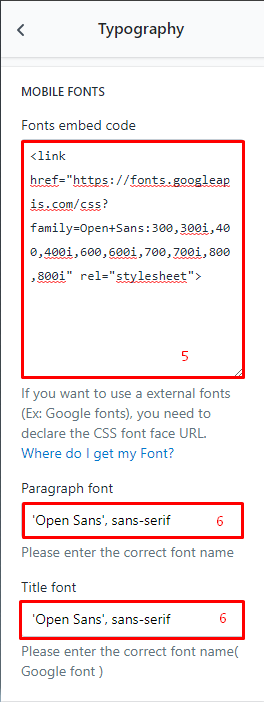 Typography
MOBILE FONTS
Fonts embed code
<link
href="https://fonts.googleap
is.com/css?
family=Open+Sans:300,300i,40
0,400i,600,600i,700,700i,800
,800i" rel="stylesheet">
5
If you want to use a external fonts
(Ex: Google fonts), you need to
declare the CSS font face URL.
Where do I get my Font?
Paragraph font
'Open Sans', sans-serif 6
Please enter the correct font name
Title font
'Open Sans', sans-serif 6
Please enter the correct font name(
Google font )